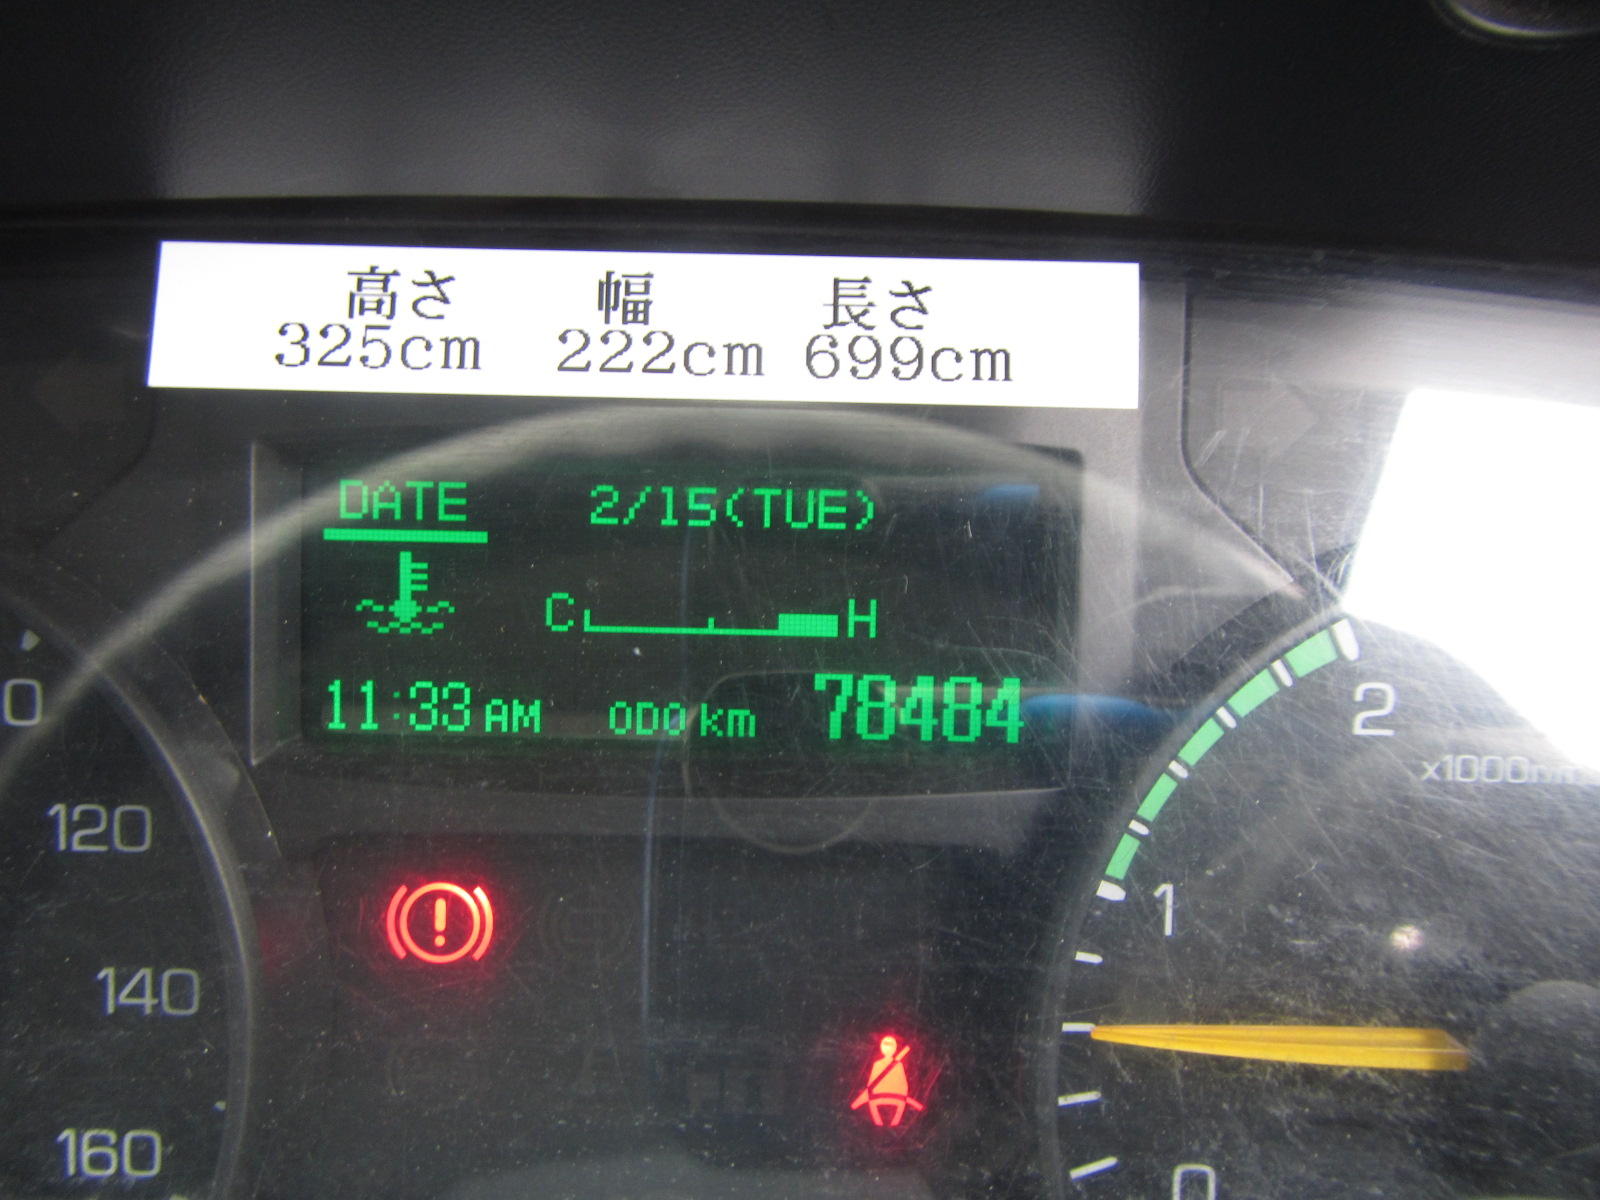 高さ 幅 長さ
325cm 222cm 699cm
DATE 2/15(TUE)
C H
11:33 AM ODO km 78484
0
120
140
160
2
1
0